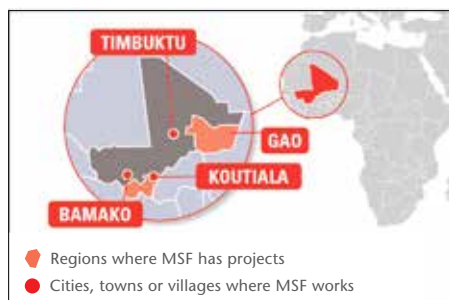 TIMBUKTU
GAO
KOUTIALA
BAMAKO
Regions where MSF has projects
Cities, towns or villages where MSF works